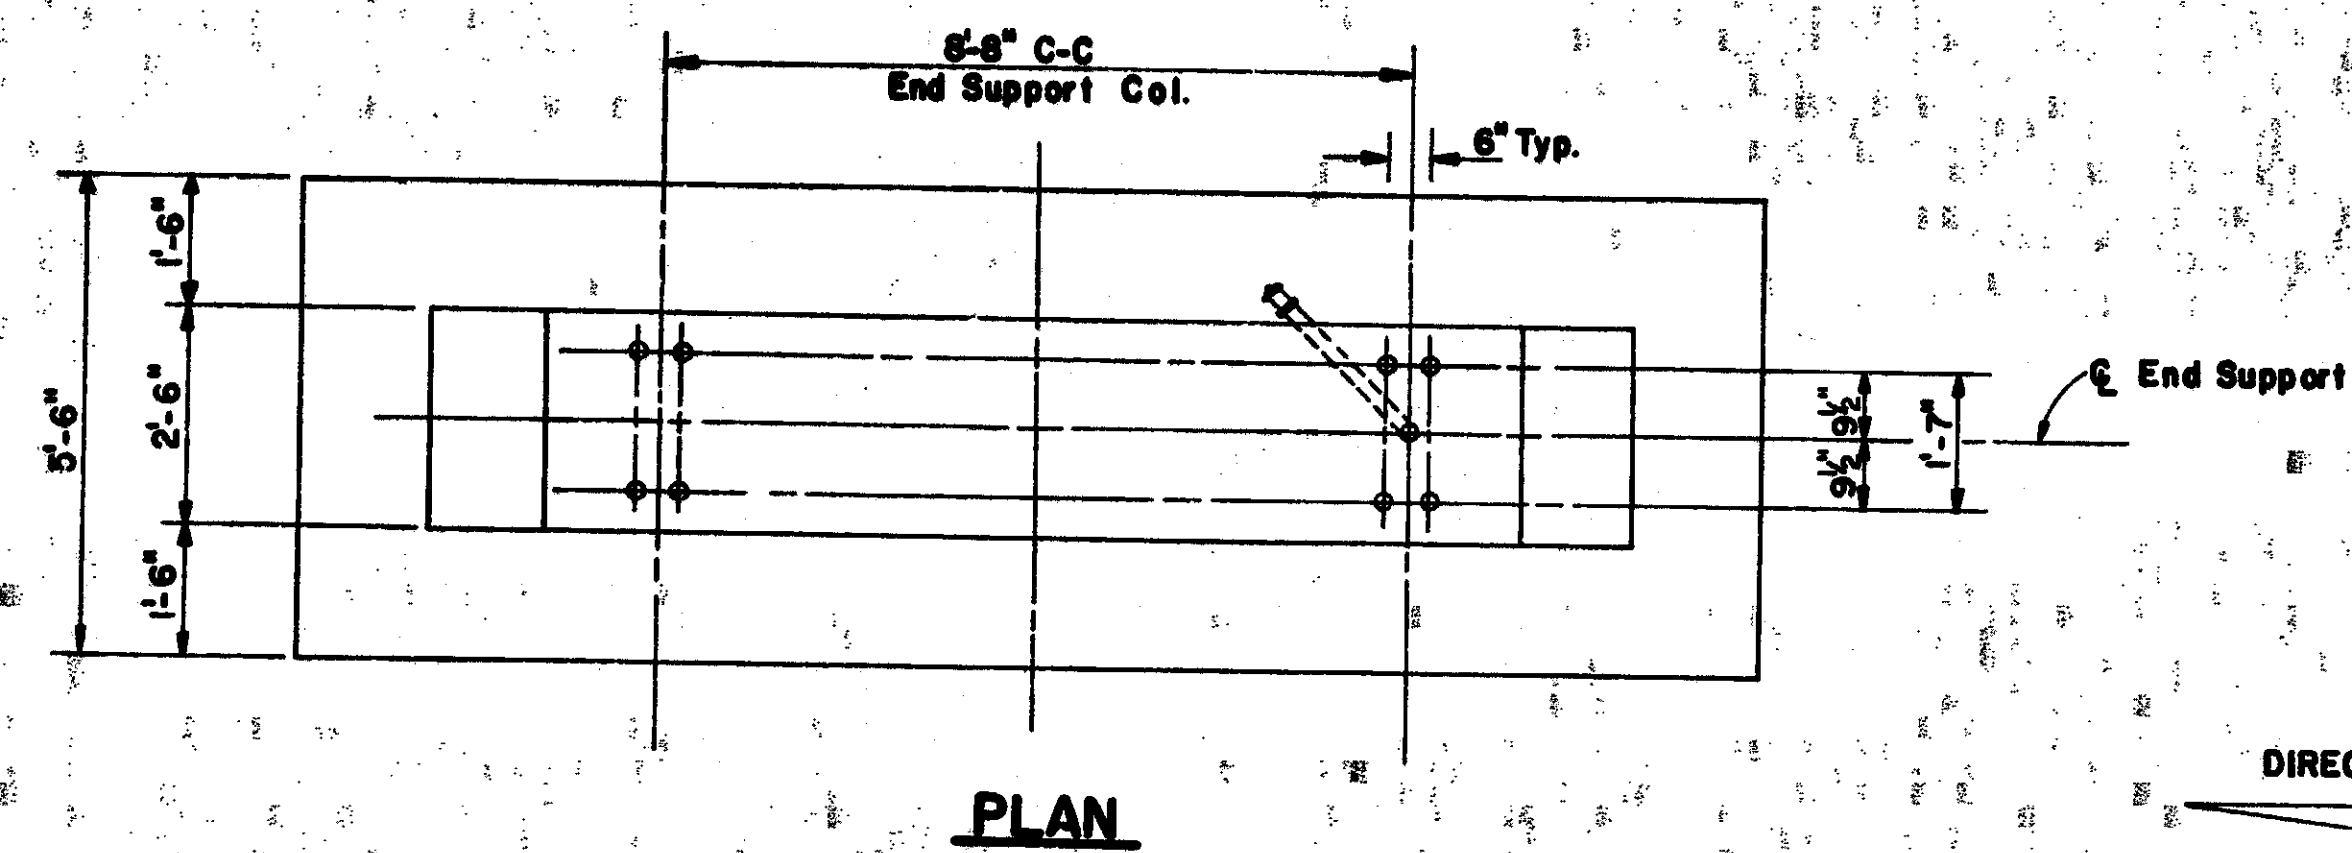 8'-8" C-C
End Support Col.
6" Typ.
1'-6"
2'-6"
5'-6"
1'-6"
9½"
9½"
1'-7"
℄ End Support
DIREC
PLAN